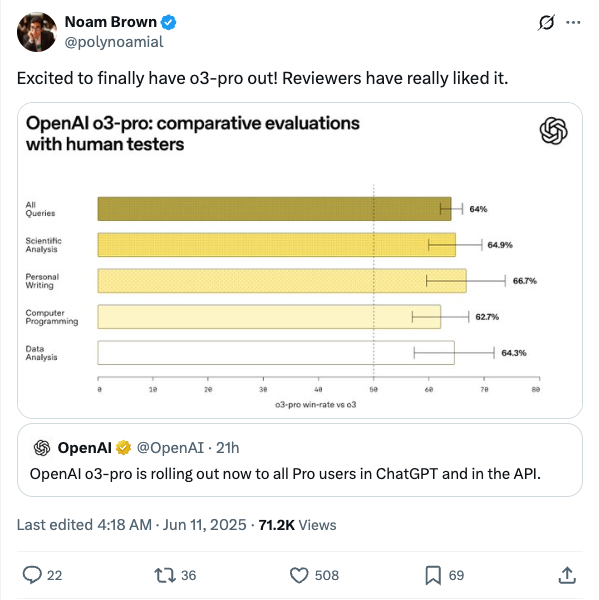 Noam Brown
@polynoamial
Excited to finally have o3-pro out! Reviewers have really liked it.
OpenAI o3-pro: comparative evaluations
with human testers
All
Queries
64%
Scientific
Analysis
64.9%
Personal
Writing
66.7%
Computer
Programming
62.7%
Data
Analysis
64.3%
0 10 20 30 40 50 60 70 80
o3-pro win-rate vs o3
OpenAI @OpenAI · 21h
OpenAI o3-pro is rolling out now to all Pro users in ChatGPT and in the API.
Last edited 4:18 AM · Jun 11, 2025 · 71.2K Views
22 36 508 69